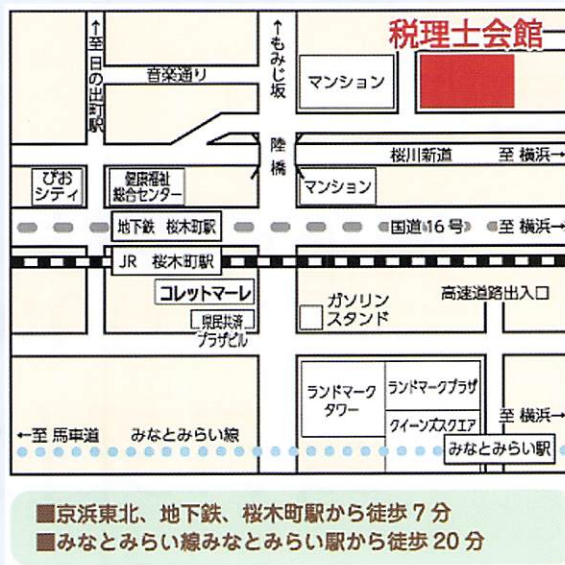 税理士会館
↑至 日の出町駅
音楽通り
↑もみじ坂
マンション
陸橋
桜川新道
至 横浜→
ぴお
シティ
健康福祉
総合センター
マンション
地下鉄 桜木町駅
国道16号
至 横浜→
JR 桜木町駅
コレットマーレ
県民共済
プラザビル
ガソリン
スタンド
高速道路出入口
ランドマーク
タワー
ランドマークプラザ
クイーンズスクエア
←至 馬車道
みなとみらい線
至 横浜→
みなとみらい駅
■京浜東北、地下鉄、桜木町駅から徒歩7分
■みなとみらい線みなとみらい駅から徒歩20分